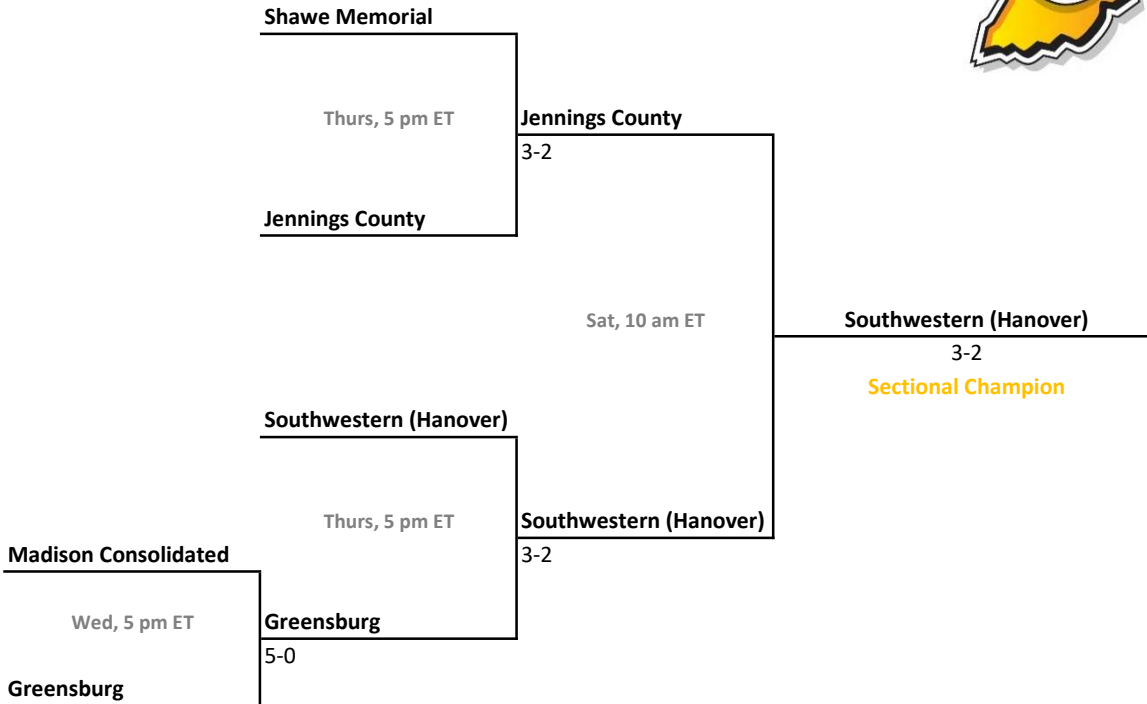 Shawe Memorial
Thurs, 5 pm ET
Jennings County
3-2
Jennings County
Sat, 10 am ET
Southwestern (Hanover)
3-2
Sectional Champion
Southwestern (Hanover)
Thurs, 5 pm ET
Southwestern (Hanover)
3-2
Madison Consolidated
Wed, 5 pm ET
Greensburg
5-0
Greensburg